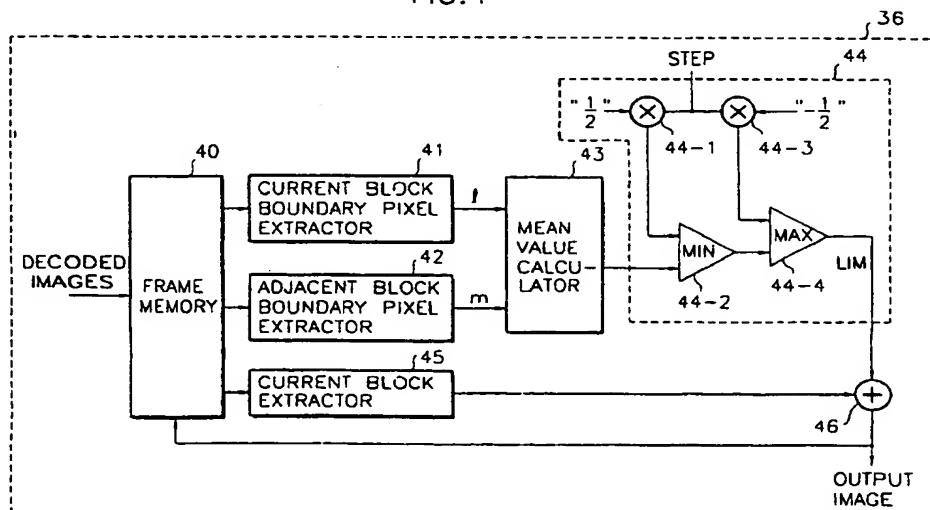 36
STEP
44
"1/2"
"-1/2"
44-1
44-3
40
41
43
CURRENT BLOCK
BOUNDARY PIXEL
EXTRACTOR
l
MEAN
VALUE
CALCU-
LATOR
MIN
MAX
LIM
44-2
44-4
DECODED
IMAGES
FRAME
MEMORY
42
ADJACENT BLOCK
BOUNDARY PIXEL
EXTRACTOR
m
45
CURRENT BLOCK
EXTRACTOR
46
OUTPUT
IMAGE